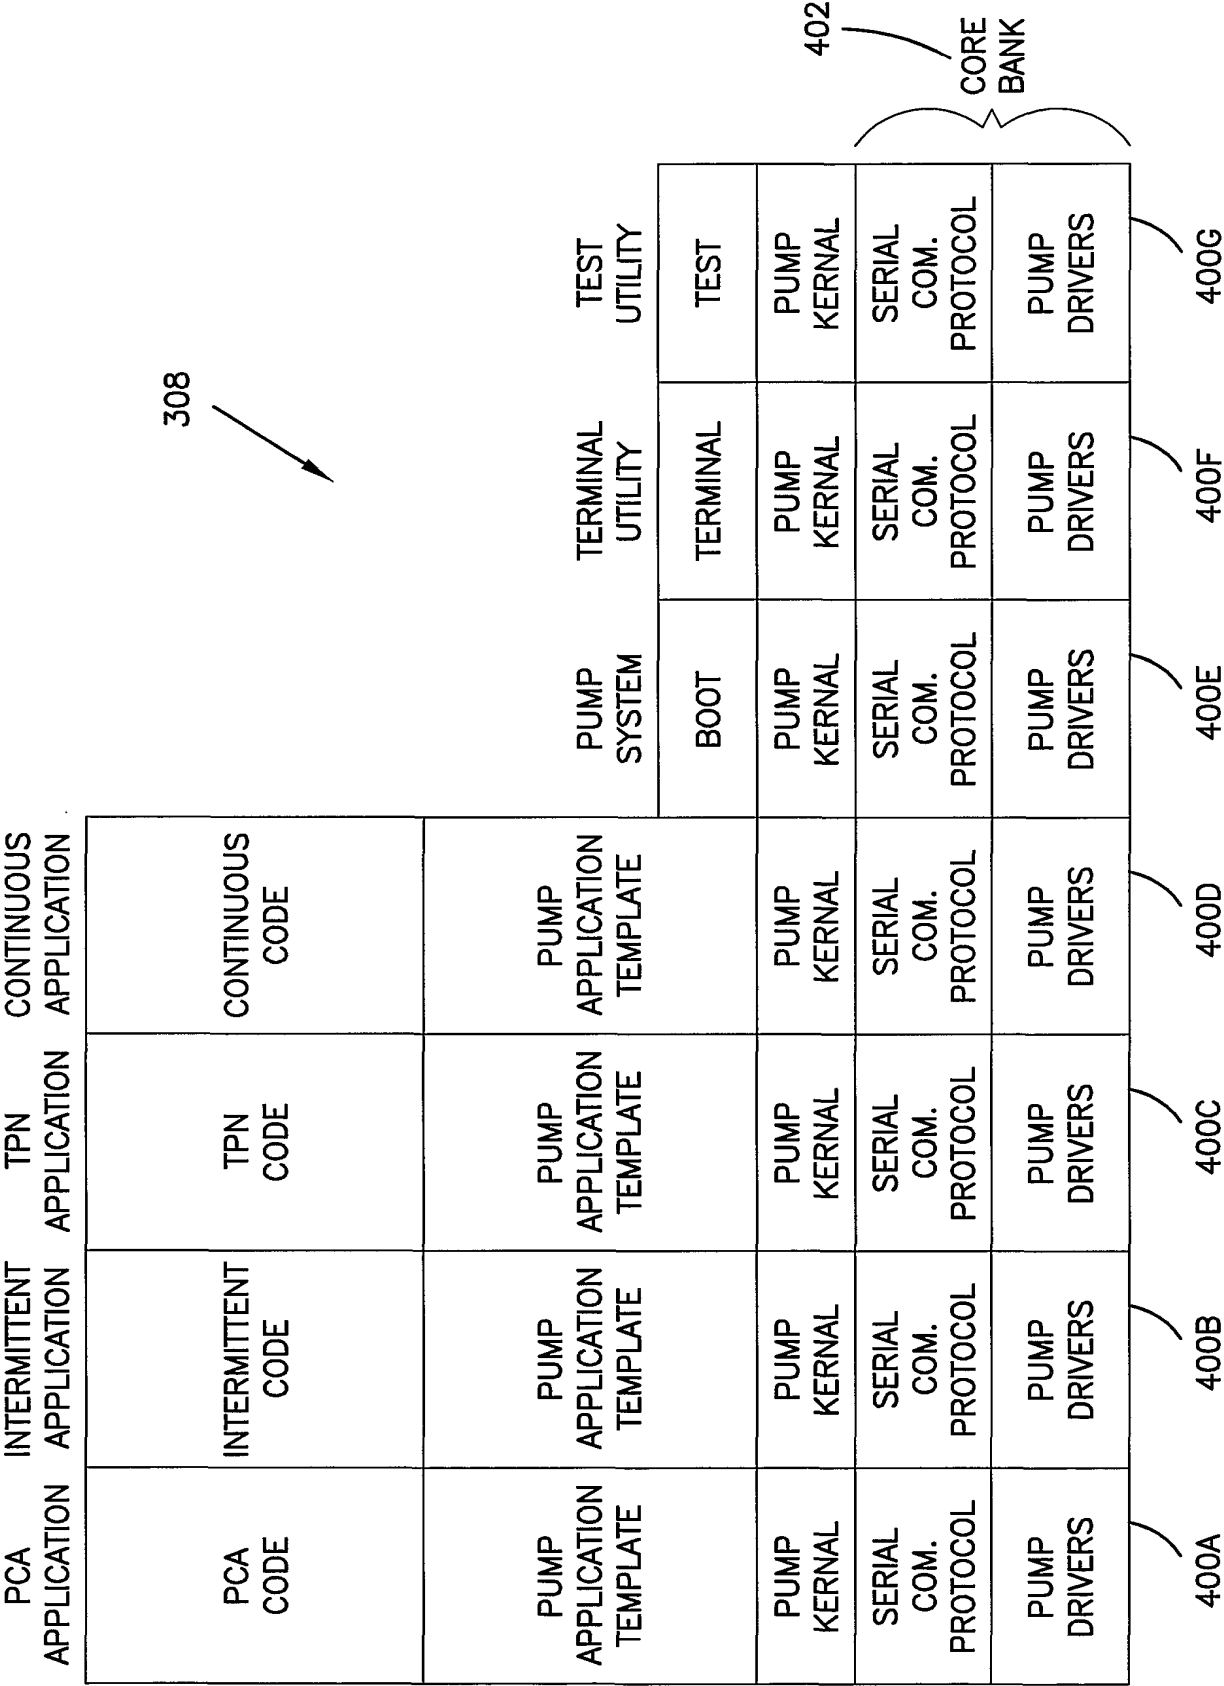 308
402
CORE
BANK
PCA
APPLICATION
INTERMITTENT
APPLICATION
TPN
APPLICATION
CONTINUOUS
APPLICATION
PCA
CODE
INTERMITTENT
CODE
TPN
CODE
CONTINUOUS
CODE
PUMP
SYSTEM
TERMINAL
UTILITY
TEST
UTILITY
PUMP
APPLICATION
TEMPLATE
PUMP
APPLICATION
TEMPLATE
PUMP
APPLICATION
TEMPLATE
PUMP
APPLICATION
TEMPLATE
BOOT
TERMINAL
TEST
PUMP
KERNAL
PUMP
KERNAL
PUMP
KERNAL
PUMP
KERNAL
PUMP
KERNAL
PUMP
KERNAL
PUMP
KERNAL
SERIAL
COM.
PROTOCOL
SERIAL
COM.
PROTOCOL
SERIAL
COM.
PROTOCOL
SERIAL
COM.
PROTOCOL
SERIAL
COM.
PROTOCOL
SERIAL
COM.
PROTOCOL
SERIAL
COM.
PROTOCOL
PUMP
DRIVERS
PUMP
DRIVERS
PUMP
DRIVERS
PUMP
DRIVERS
PUMP
DRIVERS
PUMP
DRIVERS
PUMP
DRIVERS
400A
400B
400C
400D
400E
400F
400G